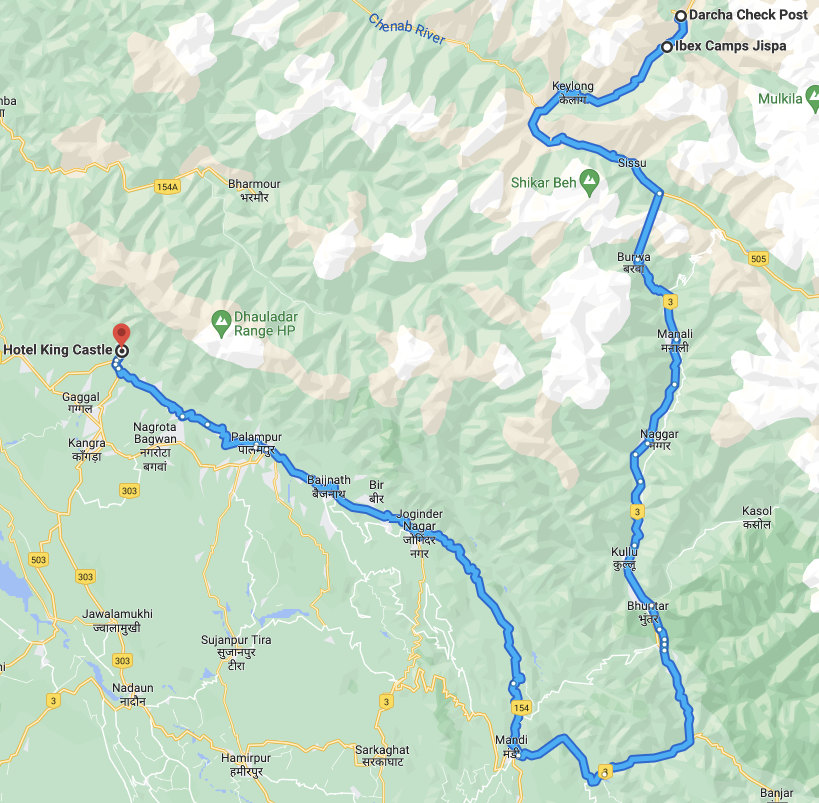 Darcha Check Post
Chenab River
Ibex Camps Jispa
Keylong
केलांग
Mulkila
Sissu
154A
Bharmour
भरमौर
Shikar Beh
505
3
Manali
मनाली
Dhauladar
Range HP
Hotel King Castle
Gaggal
गग्गल
Kangra
काँगड़ा
Nagrota
Bagwan
नगरोटा
बगवां
Palampur
पालमपुर
Naggar
नग्गर
303
Baijnath
बैजनाथ
Bir
बीर
Joginder
Nagar
जोगिंदर
नगर
3
Kasol
कसोल
Kullu
कुल्लू
503
303
Bhuntar
भुंतर
Jawalamukhi
ज्वालामुखी
Sujanpur Tira
सुजानपुर
टीरा
303
Nadaun
नादौन
3
3
154
Mandi
मंडी
Sarkaghat
सरकाघाट
Hamirpur
हमीरपुर
3
Banjar